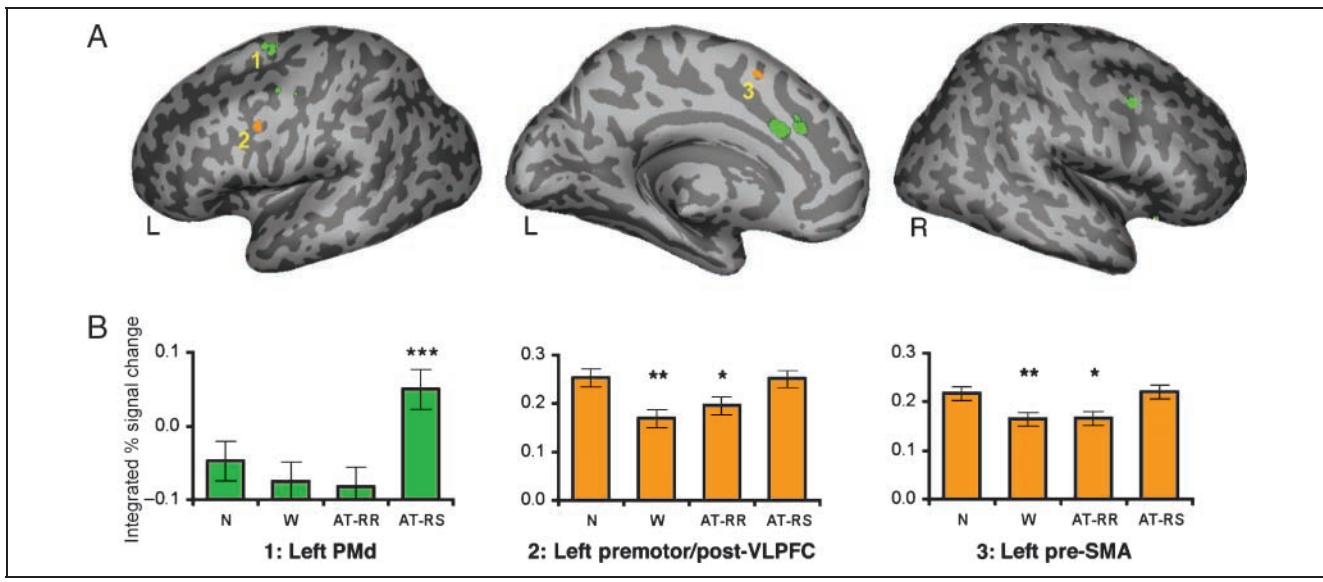 A
1
2
3
L
L
R
B
Integrated % signal change
0.1
0.0
–0.1
***
N W AT-RR AT-RS
1: Left PMd
0.3
0.2
0.1
0.0
** *
N W AT-RR AT-RS
2: Left premotor/post-VLPFC
0.3
0.2
0.1
0.0
** *
N W AT-RR AT-RS
3: Left pre-SMA